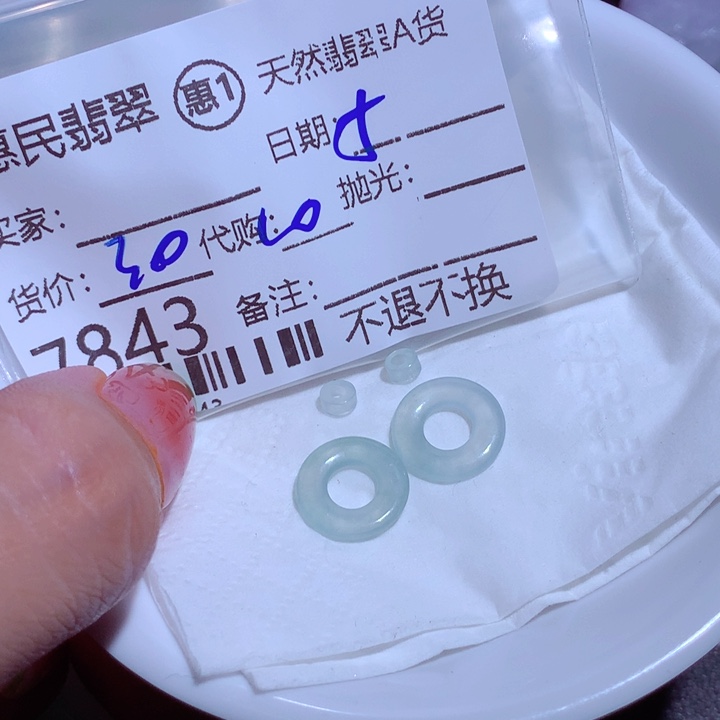 惠民翡翠 惠1 天然翡翠A货
日期:
买家: 抛光:
货价: 30 代购: 10
备注:
7843 不退不换